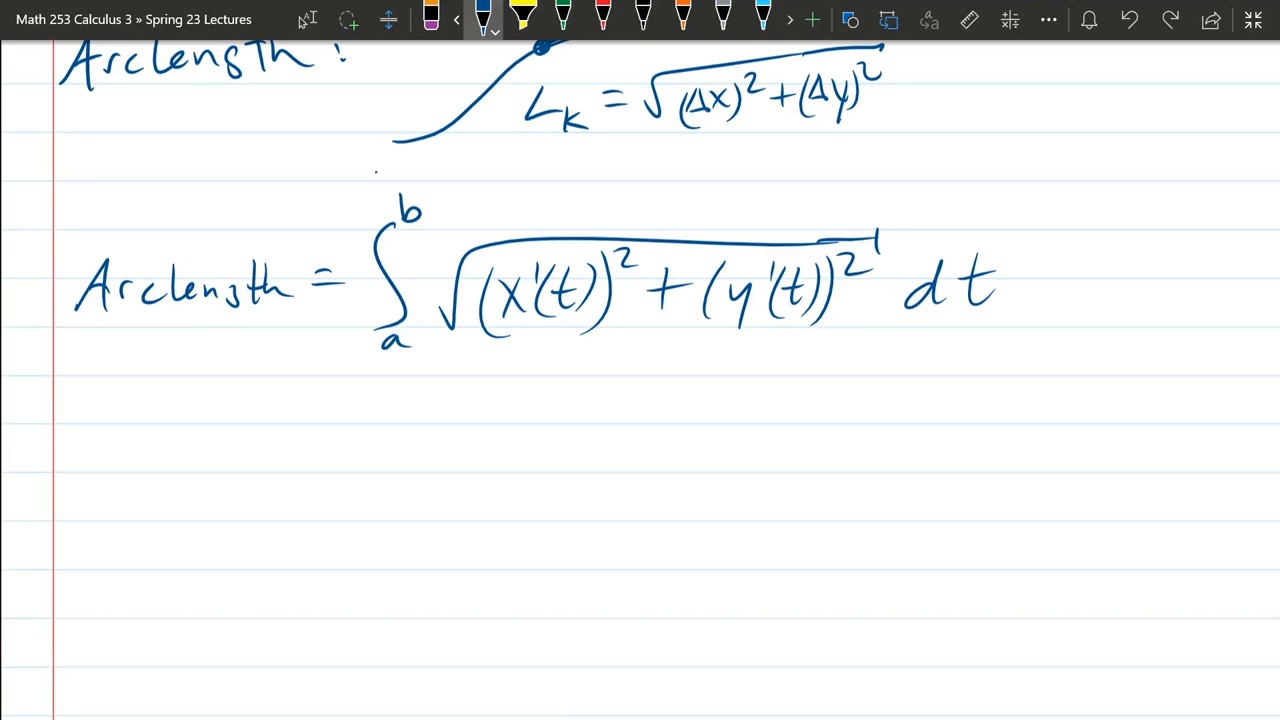 Math 253 Calculus 3 » Spring 23 Lectures
Arclength:
L_K = √((Δx)² + (Δy)²)
Arclength = ∫_a^b √((x'(t))² + (y'(t))²) dt